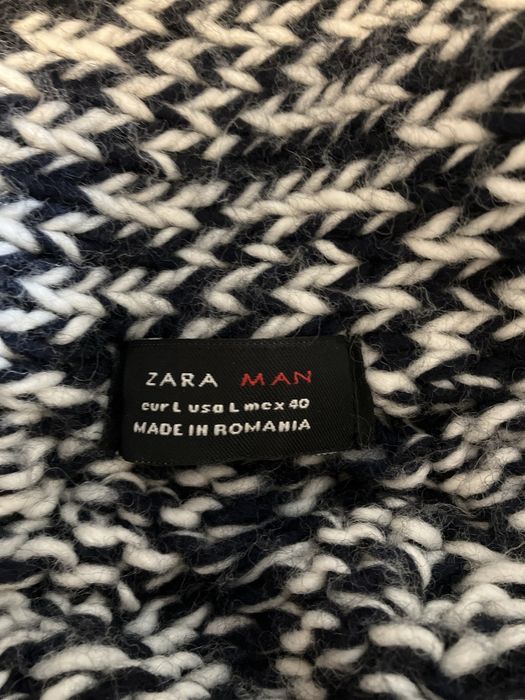 ZARA MAN
eur L usa L mex 40
MADE IN ROMANIA